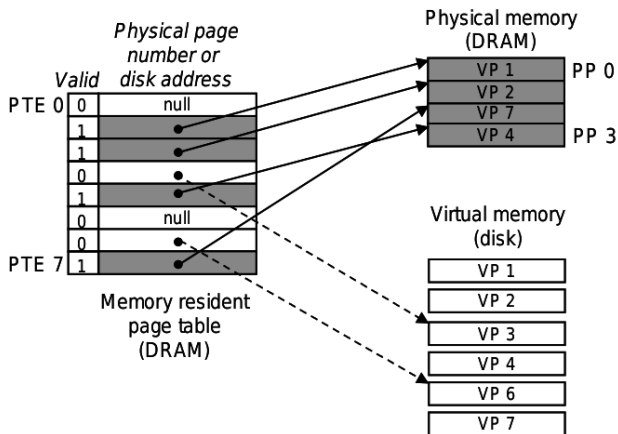 Physical page
number or
disk address
Valid
PTE 0
0
null
1
1
0
1
0
null
0
PTE 7
1
Memory resident
page table
(DRAM)
Physical memory
(DRAM)
VP 1
PP 0
VP 2
VP 7
VP 4
PP 3
Virtual memory
(disk)
VP 1
VP 2
VP 3
VP 4
VP 6
VP 7